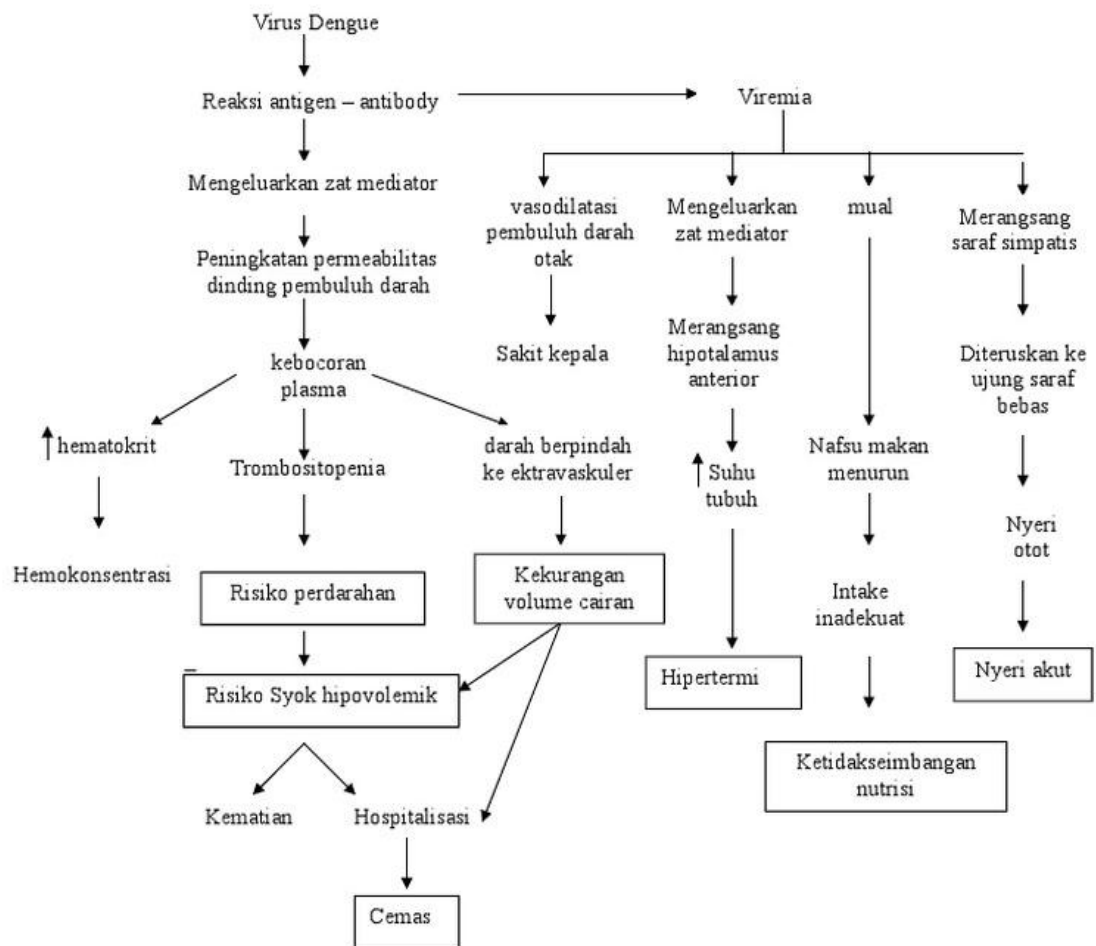 Virus Dengue
Reaksi antigen – antibody
Viremia
Mengeluarkan zat mediator
vasodilatasi
pembuluh darah
otak
Mengeluarkan
zat mediator
mual
Merangsang
saraf simpatis
Peningkatan permeabilitas
dinding pembuluh darah
Merangsang
hipotalamus
anterior
Sakit kepala
Diteruskan ke
ujung saraf
bebas
kebocoran
plasma
↑hematokrit
Trombositopenia
darah berpindah
ke ektravaskuler
↑ Suhu
tubuh
Nafsu makan
menurun
Nyeri
otot
Hemokonsentrasi
Risiko perdarahan
Kekurangan
volume cairan
Intake
inadekuat
Hipertermi
Nyeri akut
Risiko Syok hipovolemik
Ketidakseimbangan
nutrisi
Kematian
Hospitalisasi
Cemas